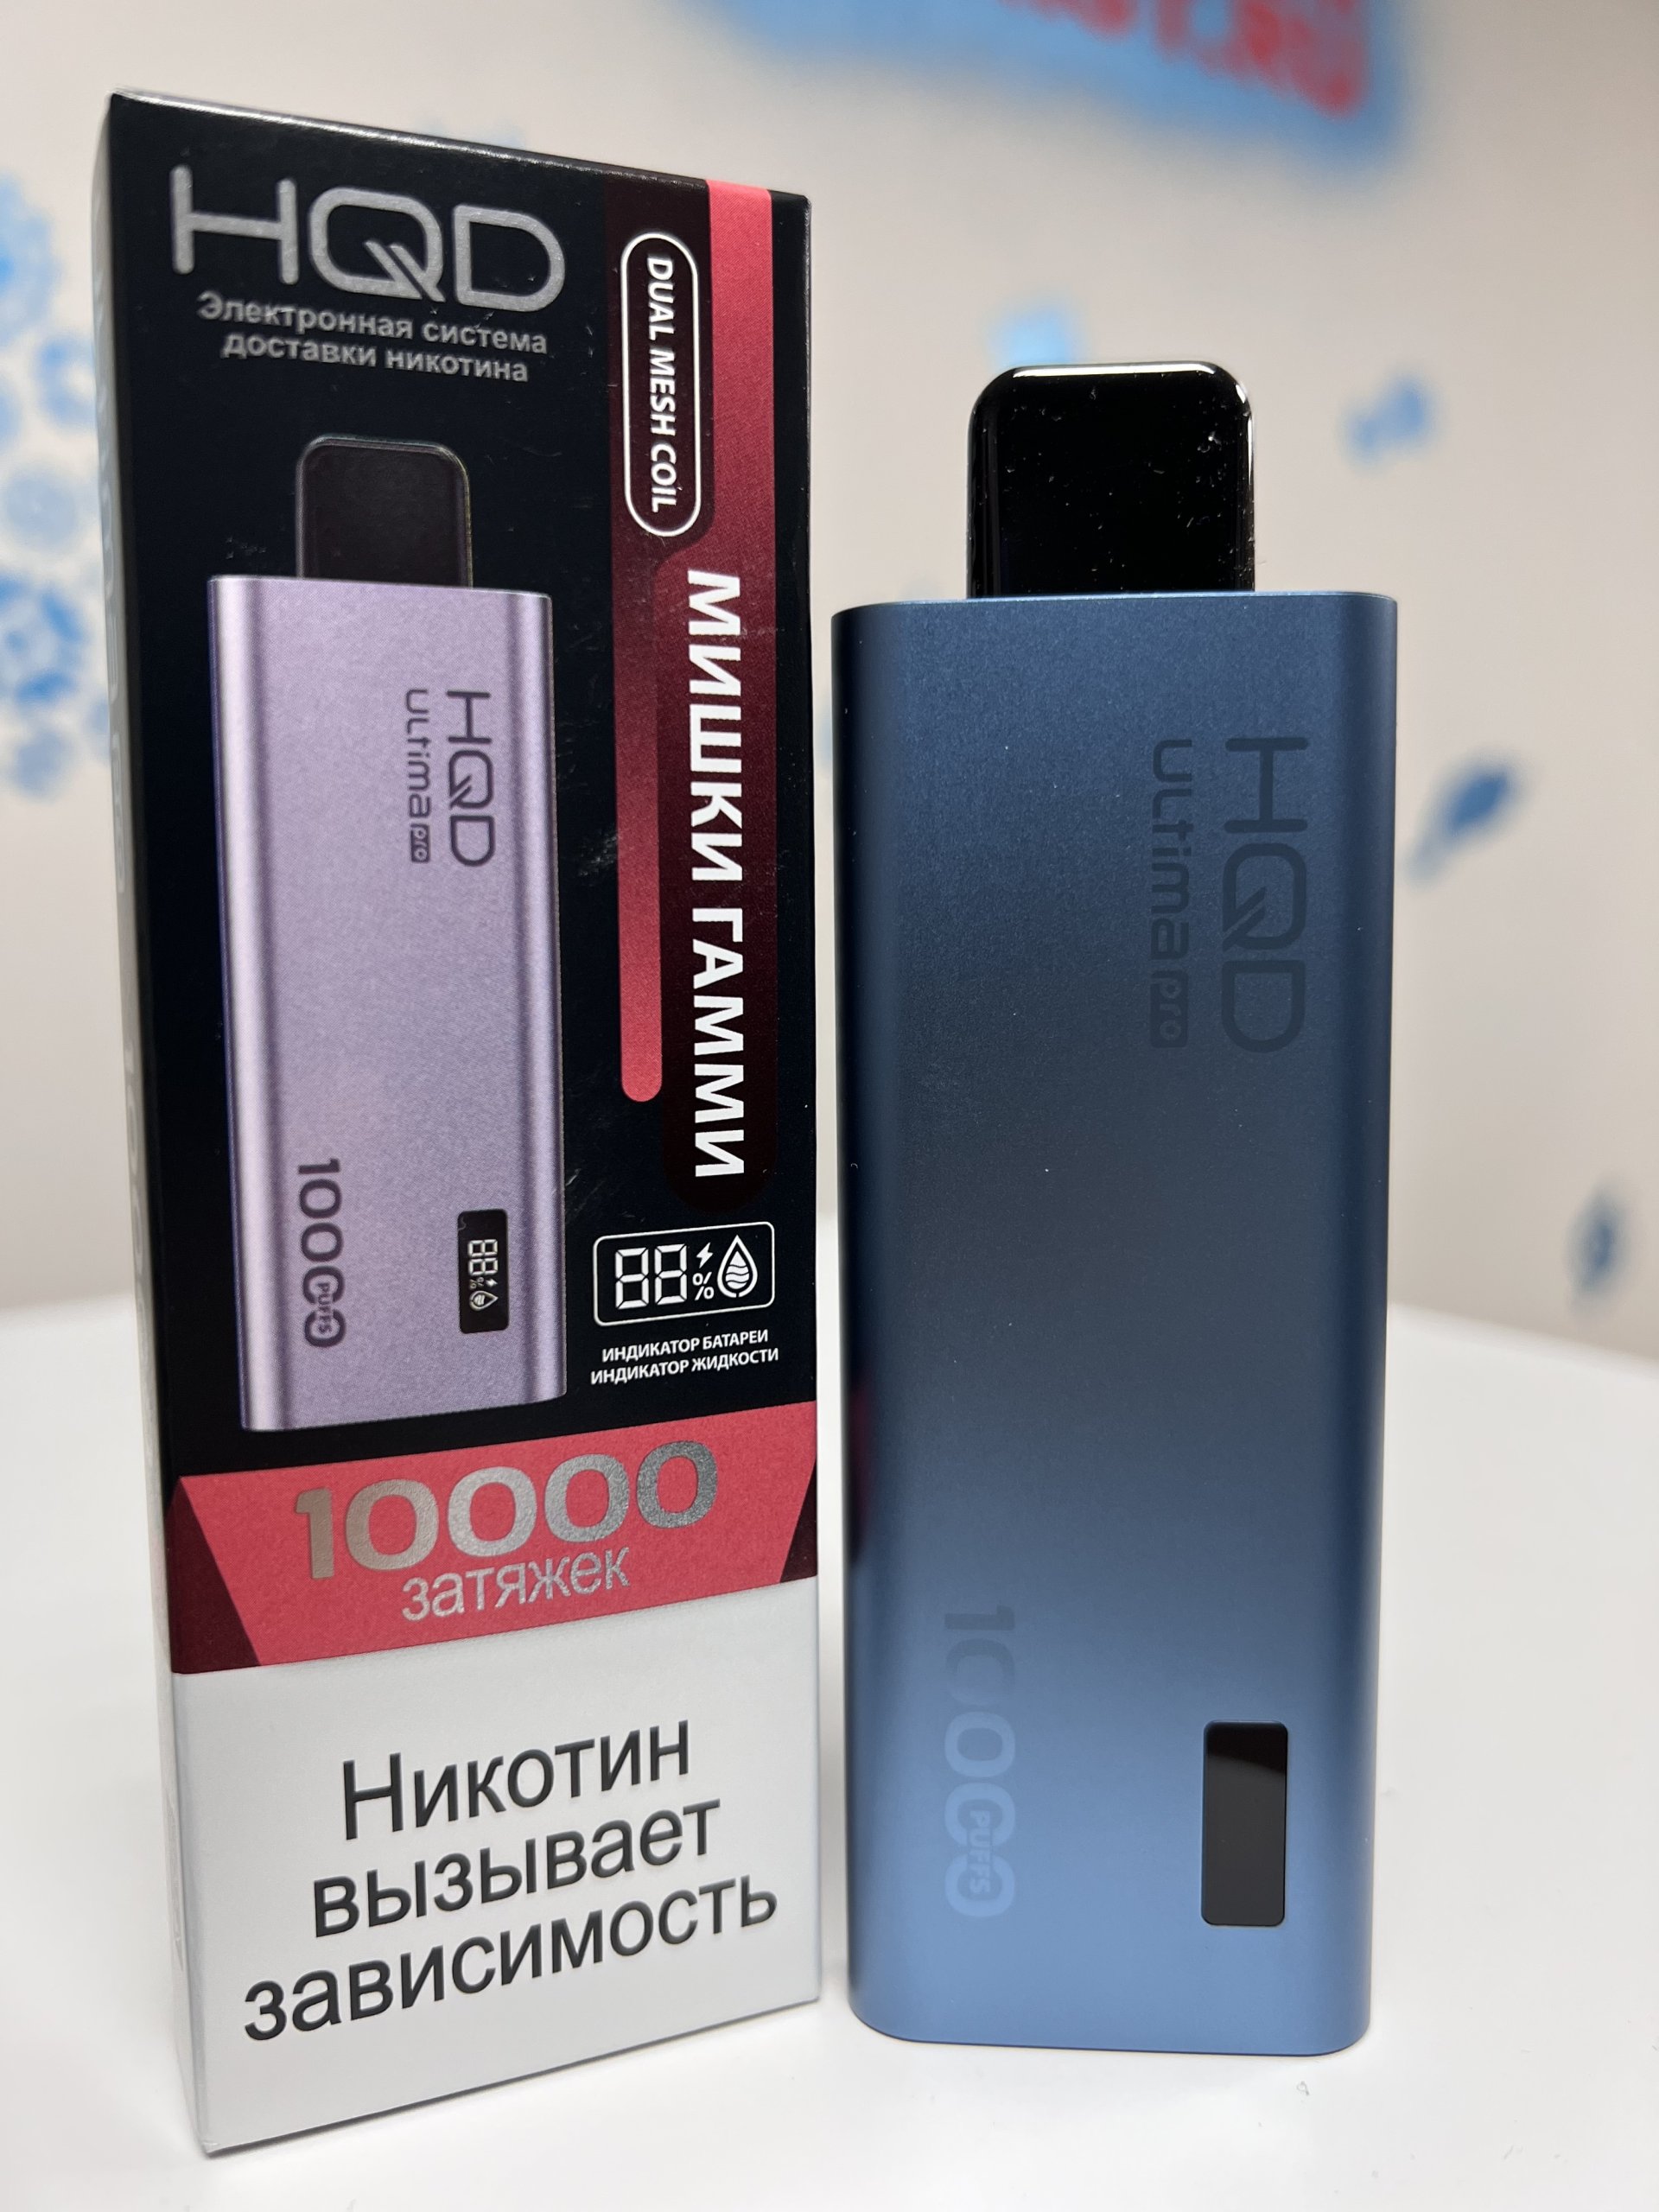 HQD
Электронная система
доставки никотина
DUAL MESH COIL
МИШКИ ГАММИ
HQD
ultima pro
10000
PUFFS
88%
88%
ИНДИКАТОР БАТАРЕИ
ИНДИКАТОР ЖИДКОСТИ
10000
затяжек
Никотин
вызывает
зависимость
HQD
ultima pro
10000
PUFFS